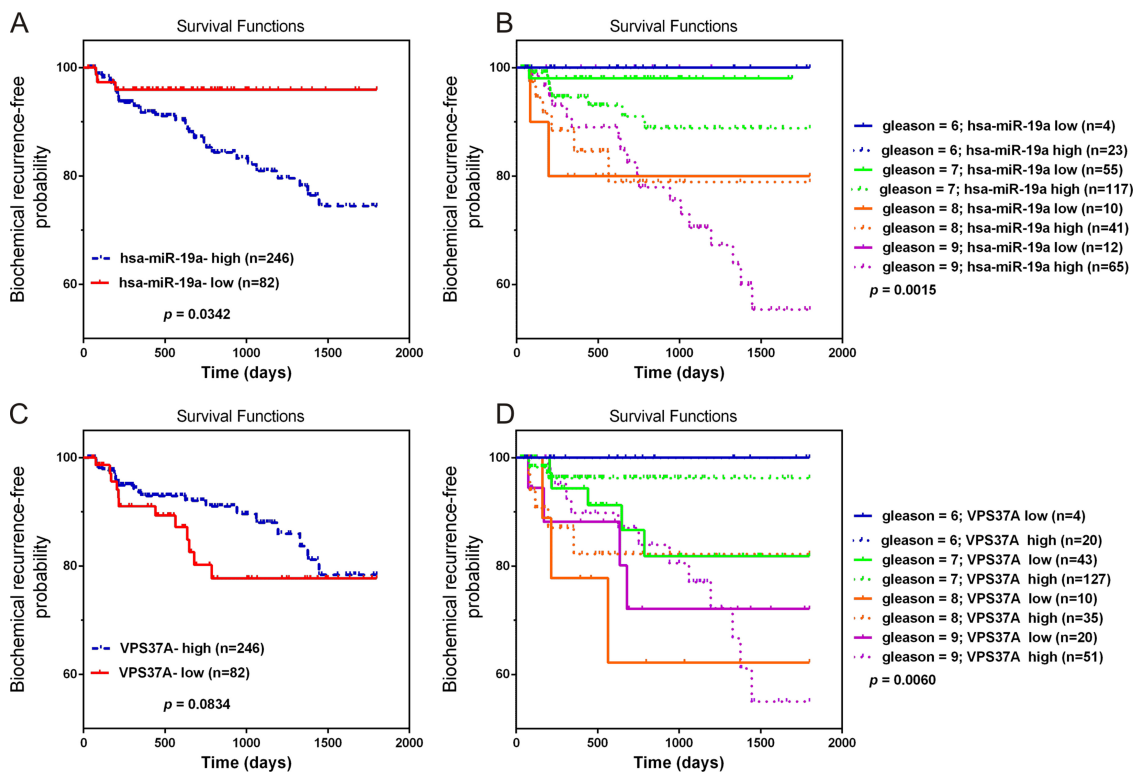 A
Survival Functions
Biochemical recurrence-free
probability
100
80
60
hsa-miR-19a- high (n=246)
hsa-miR-19a- low (n=82)
p = 0.0342
0
500
1000
1500
2000
Time (days)
B
Survival Functions
Biochemical recurrence-free
probability
100
80
60
0
500
1000
1500
2000
Time (days)
gleason = 6; hsa-miR-19a low (n=4)
gleason = 6; hsa-miR-19a high (n=23)
gleason = 7; hsa-miR-19a low (n=55)
gleason = 7; hsa-miR-19a high (n=117)
gleason = 8; hsa-miR-19a low (n=10)
gleason = 8; hsa-miR-19a high (n=41)
gleason = 9; hsa-miR-19a low (n=12)
gleason = 9; hsa-miR-19a high (n=65)
p = 0.0015
C
Survival Functions
Biochemical recurrence-free
probability
100
80
60
VPS37A- high (n=246)
VPS37A- low (n=82)
p = 0.0834
0
500
1000
1500
2000
Time (days)
D
Survival Functions
Biochemical recurrence-free
probability
100
80
60
0
500
1000
1500
2000
Time (days)
gleason = 6; VPS37A low (n=4)
gleason = 6; VPS37A high (n=20)
gleason = 7; VPS37A low (n=43)
gleason = 7; VPS37A high (n=127)
gleason = 8; VPS37A low (n=10)
gleason = 8; VPS37A high (n=35)
gleason = 9; VPS37A low (n=20)
gleason = 9; VPS37A high (n=51)
p = 0.0060